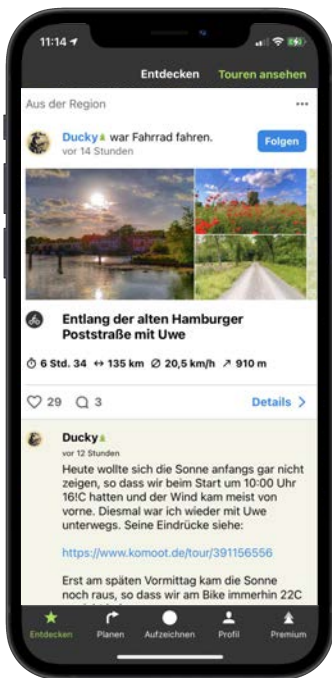 11:14
Entdecken Touren ansehen
Aus der Region
Ducky war Fahrrad fahren.
vor 14 Stunden
Folgen
Entlang der alten Hamburger
Poststraße mit Uwe
6 Std. 34 ↔ 135 km Ø 20,5 km/h ↗ 910 m
29 3 Details >
Ducky
vor 12 Stunden
Heute wollte sich die Sonne anfangs gar nicht
zeigen, so dass wir beim Start um 10:00 Uhr
16!C hatten und der Wind kam meist von
vorne. Diesmal war ich wieder mit Uwe
unterwegs. Seine Eindrücke siehe:
https://www.komoot.de/tour/391156556
Erst am späten Vormittag kam die Sonne
noch raus, so dass wir am Bike immerhin 22C
Entdecken Planen Aufzeichnen Profil Premium